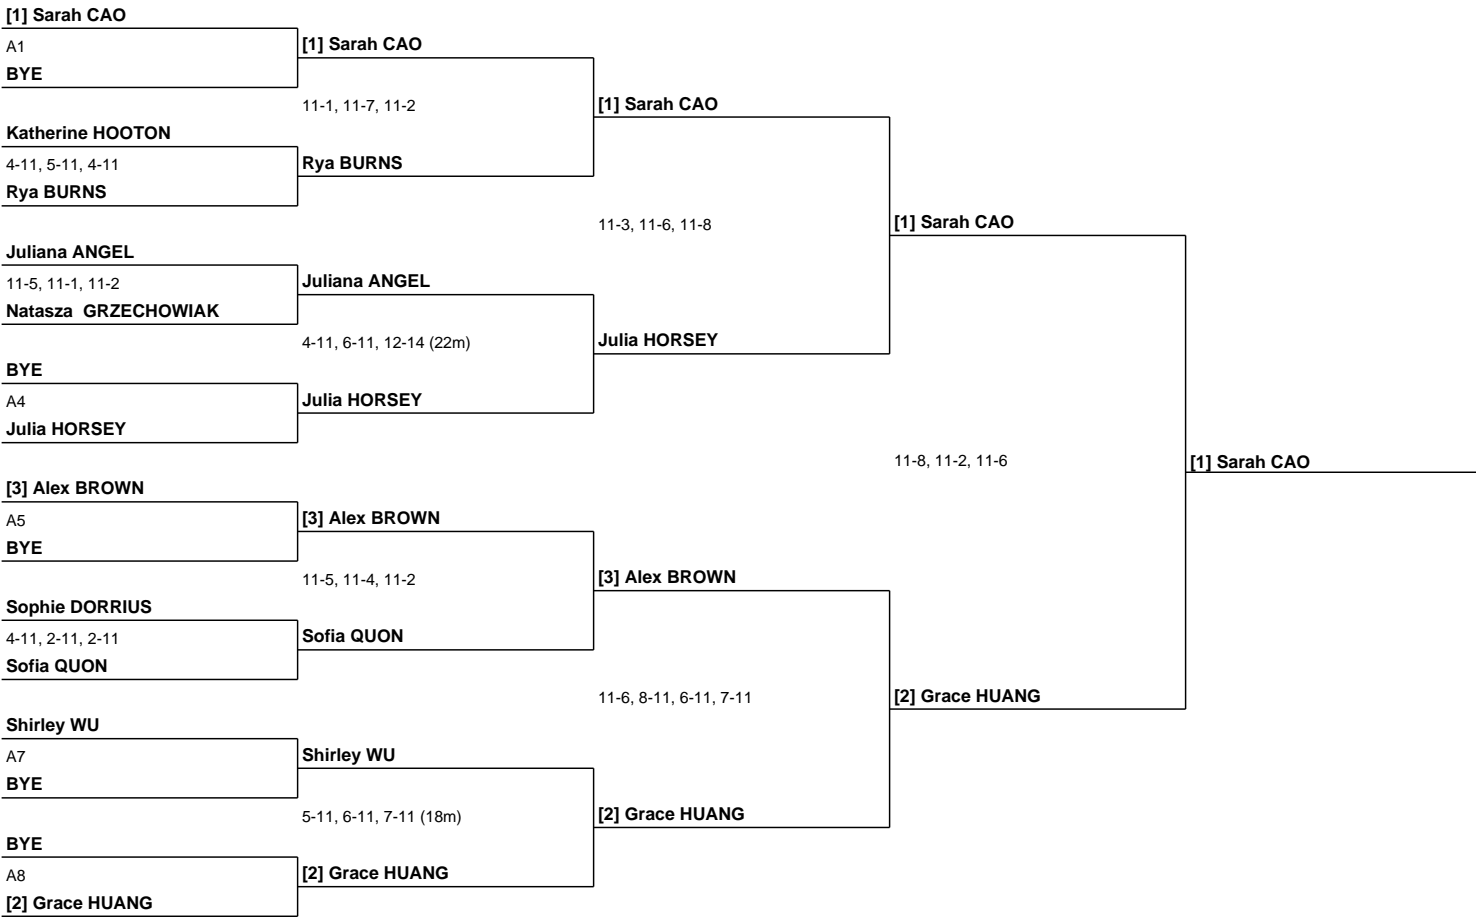 [1] Sarah CAO
A1
BYE
Katherine HOOTON
4-11, 5-11, 4-11
Rya BURNS
Juliana ANGEL
11-5, 11-1, 11-2
Natasza  GRZECHOWIAK
BYE
A4
Julia HORSEY
[3] Alex BROWN
A5
BYE
Sophie DORRIUS
4-11, 2-11, 2-11
Sofia QUON
Shirley WU
A7
BYE
BYE
A8
[2] Grace HUANG
[1] Sarah CAO
11-1, 11-7, 11-2
Rya BURNS
Juliana ANGEL
4-11, 6-11, 12-14 (22m)
Julia HORSEY
[3] Alex BROWN
11-5, 11-4, 11-2
Sofia QUON
Shirley WU
5-11, 6-11, 7-11 (18m)
[2] Grace HUANG
[1] Sarah CAO
11-3, 11-6, 11-8
Julia HORSEY
[3] Alex BROWN
11-6, 8-11, 6-11, 7-11
[2] Grace HUANG
[1] Sarah CAO
11-8, 11-2, 11-6
[2] Grace HUANG
[1] Sarah CAO